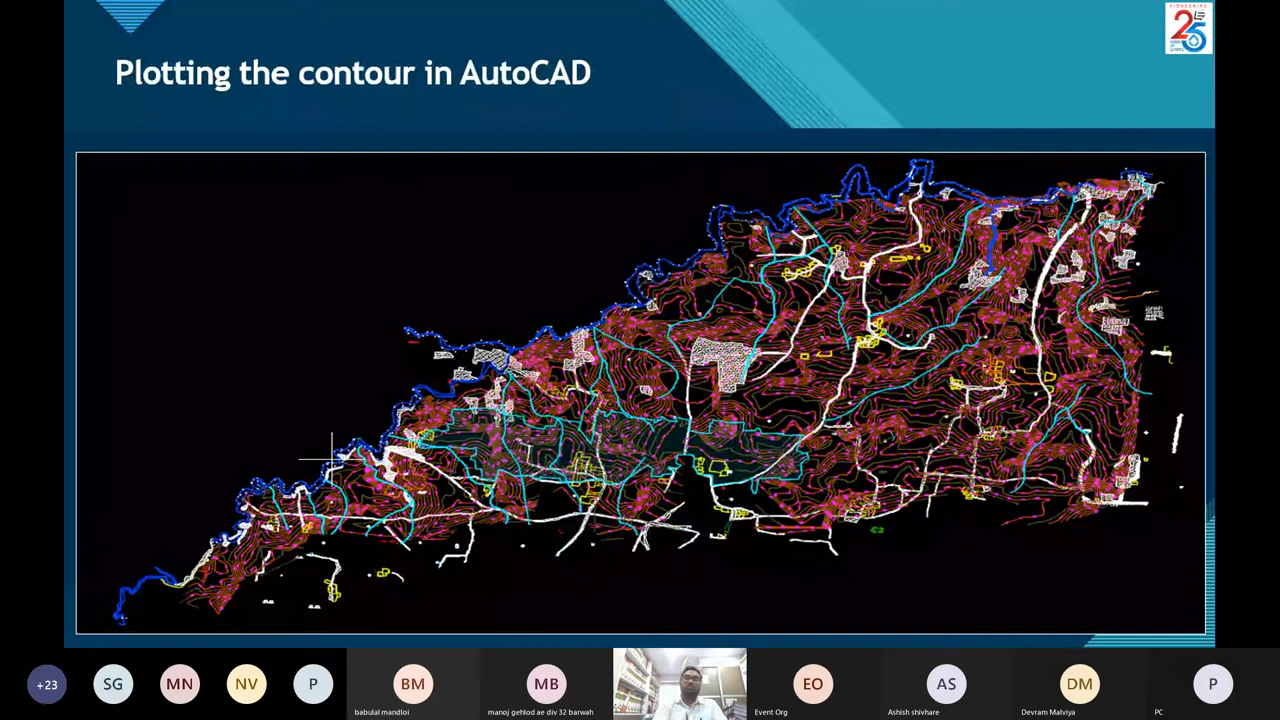 PIONEERING
25
Plotting the contour in AutoCAD
+23
SG
MN
NV
P
BM
MB
EO
AS
DM
P
babulal mandloi
manoj gehlod ae div 32 barwah
Event Org
Ashish shivhare
Devram Malviya
PC